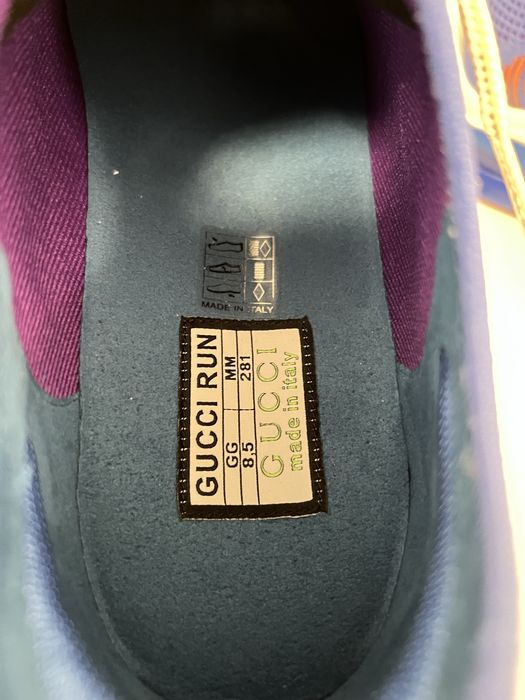 MADE IN ITALY
GUCCI RUN
GG MM
8,5 281
GUCCI
made in italy